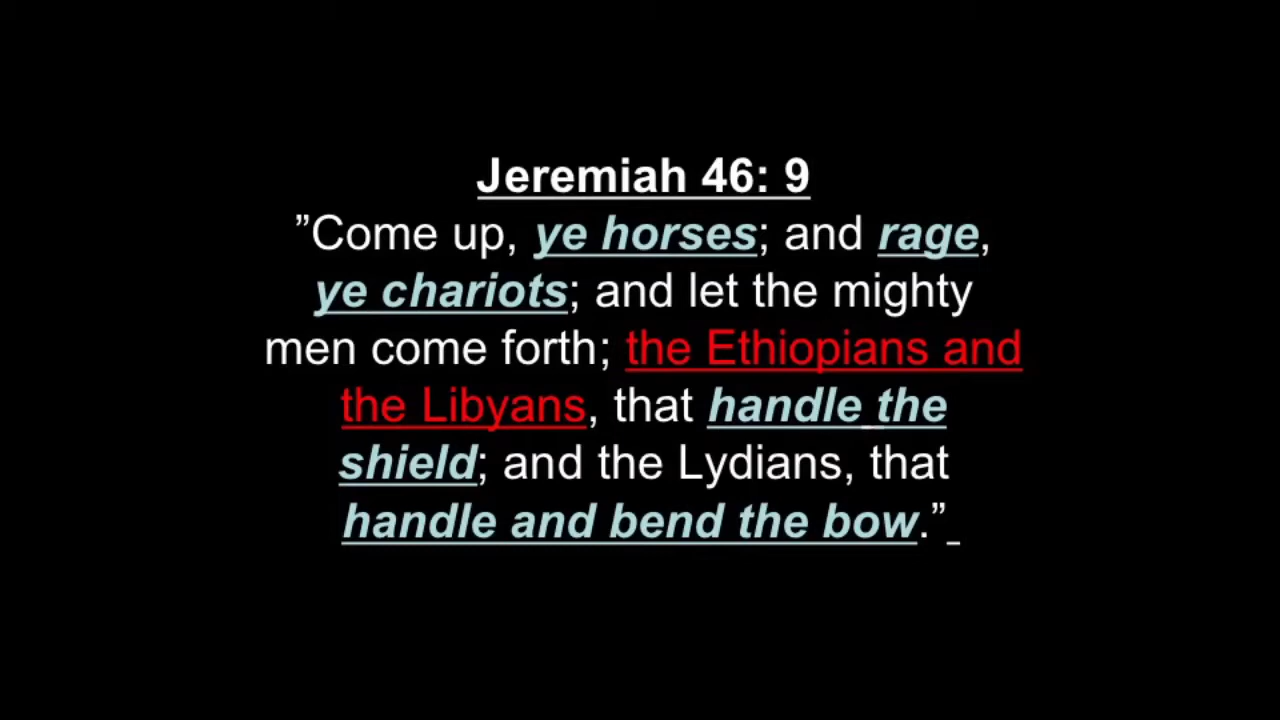 Jeremiah 46: 9
”Come up, ye horses; and rage,
ye chariots; and let the mighty
men come forth; the Ethiopians and
the Libyans, that handle the
shield; and the Lydians, that
handle and bend the bow.”